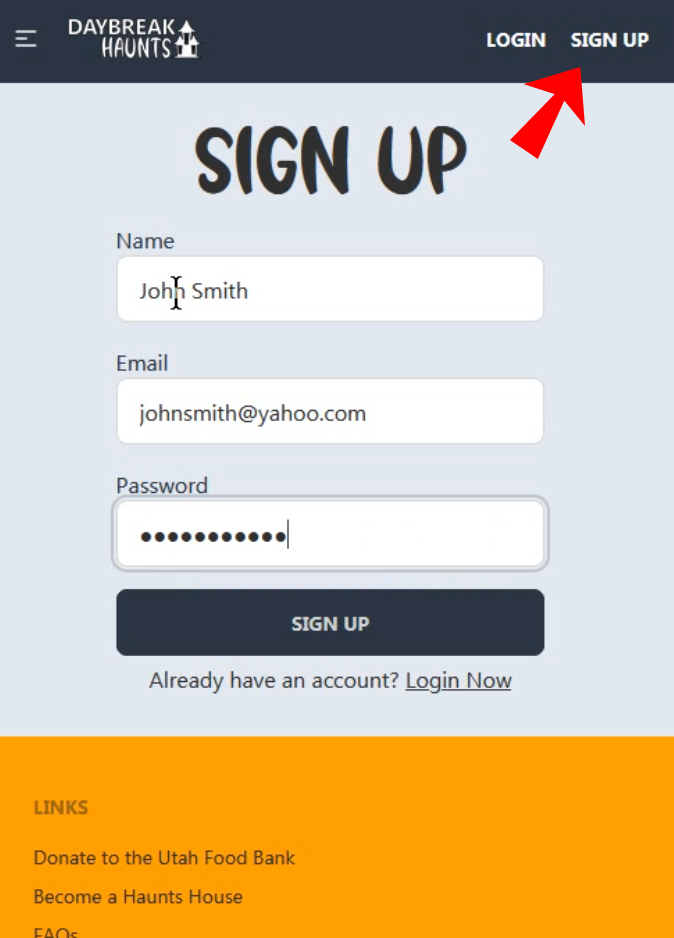 DAYBREAK
HAUNTS
LOGIN SIGN UP
SIGN UP
Name
John Smith
Email
johnsmith@yahoo.com
Password
•••••••••••
SIGN UP
Already have an account? Login Now
LINKS
Donate to the Utah Food Bank
Become a Haunts House
FAQs